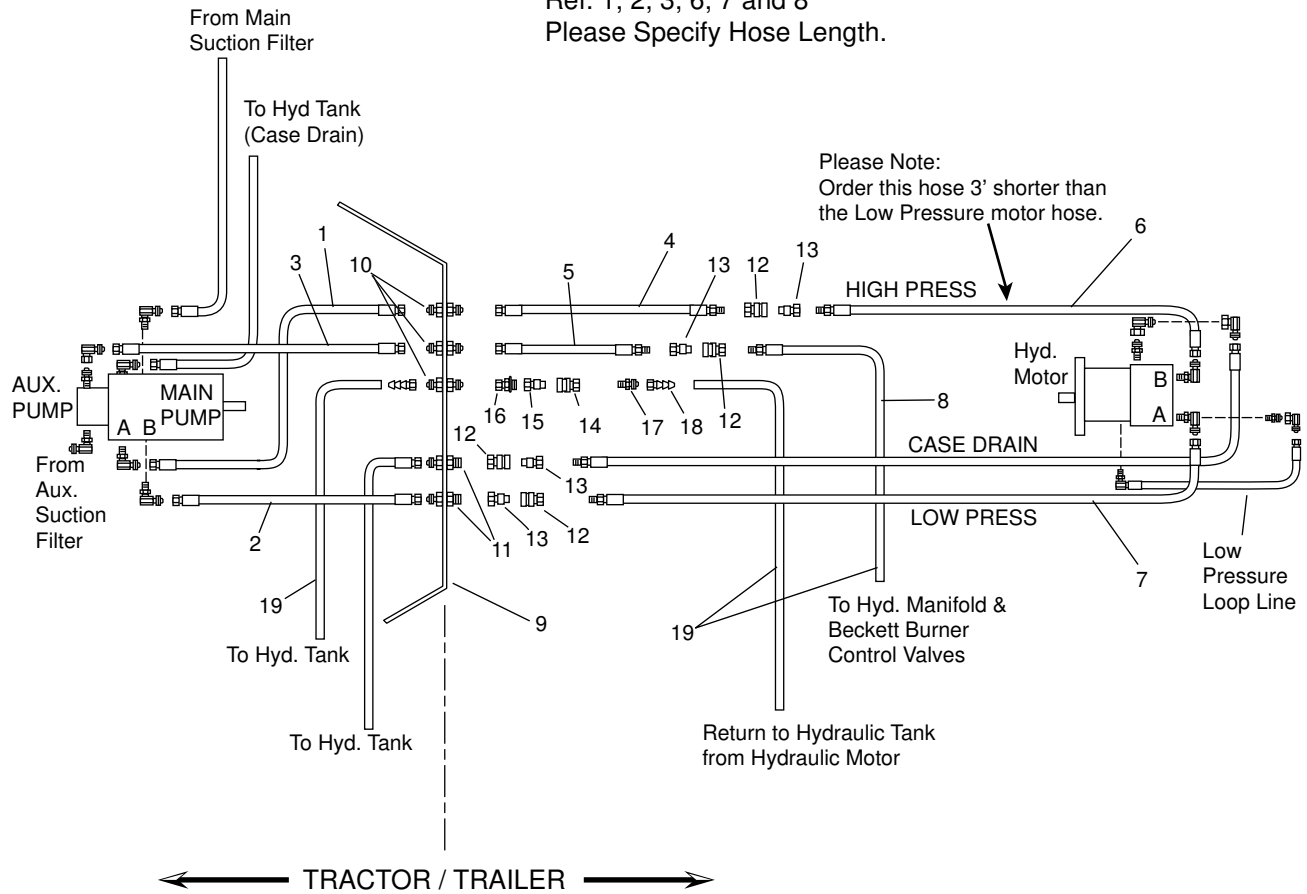 Ref. 1, 2, 3, 6, 7 and 8
Please Specify Hose Length.
From Main
Suction Filter
To Hyd Tank
(Case Drain)
Please Note:
Order this hose 3' shorter than
the Low Pressure motor hose.
1
3
10
4
5
13
12
13
6
HIGH PRESS
AUX.
PUMP
MAIN
PUMP
A B
Hyd.
Motor
B
A
16
15
14
17
18
12
8
From
Aux.
Suction
Filter
12
13
CASE DRAIN
2
11
13
12
LOW PRESS
7
Low
Pressure
Loop Line
19
9
19
To Hyd. Manifold &
Beckett Burner
Control Valves
To Hyd. Tank
To Hyd. Tank
Return to Hydraulic Tank
from Hydraulic Motor
TRACTOR / TRAILER